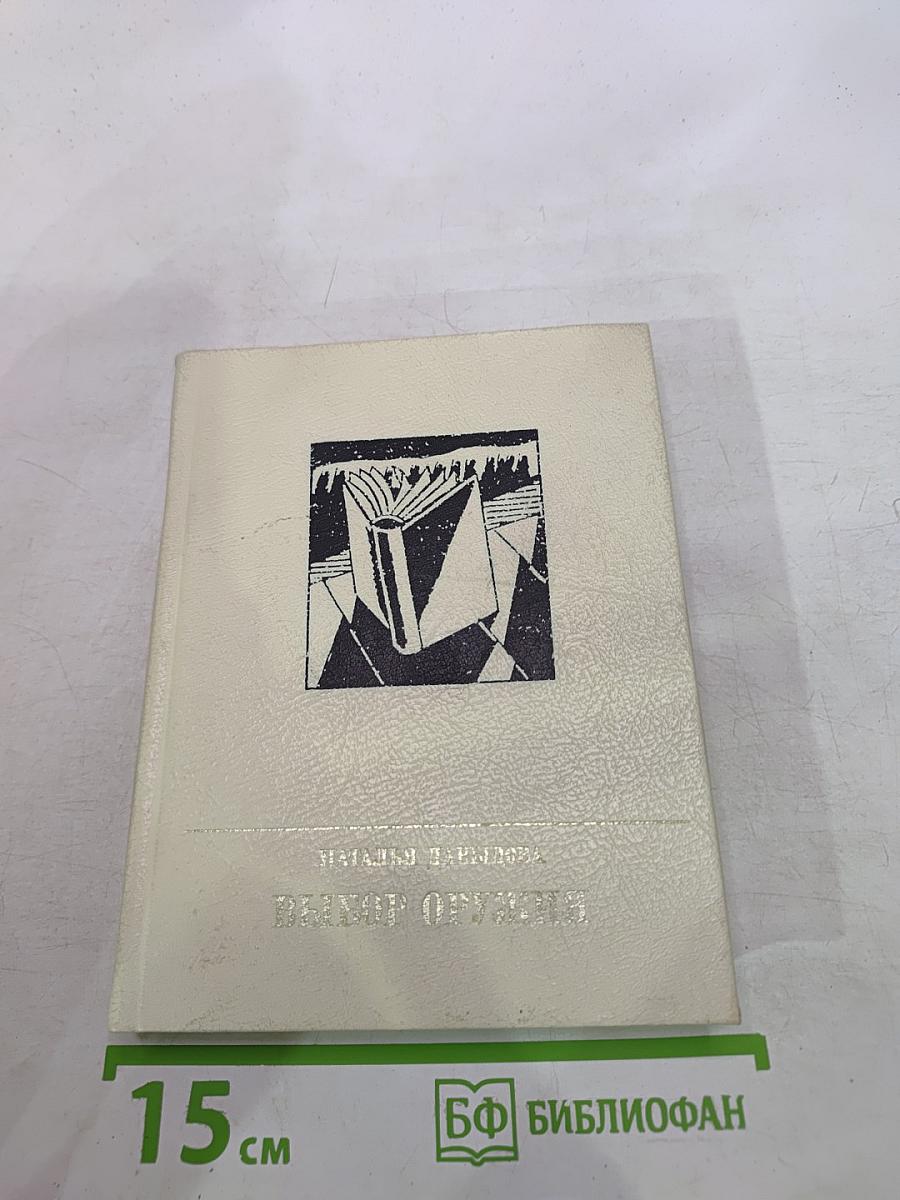 НАТАЛЬЯ ДАВЫДОВА
ВЫБОР ОРУЖИЯ
15 см
БФ БИБЛИОФАН